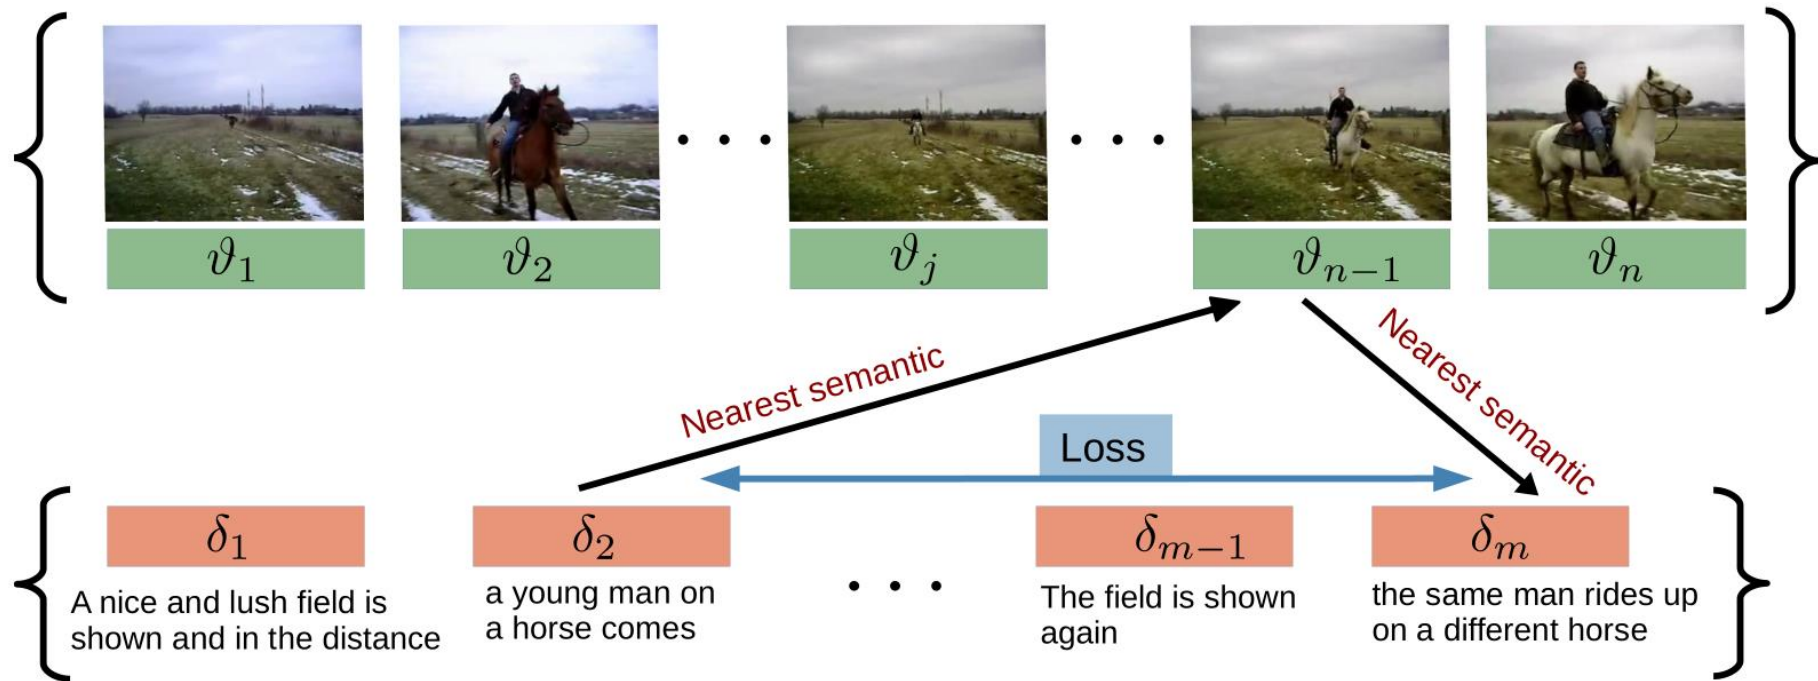 ϑ₁
ϑ₂
ϑⱼ
ϑₙ₋₁
ϑₙ
Nearest semantic
Nearest semantic
Loss
δ₁
δ₂
δₘ₋₁
δₘ
A nice and lush field is
shown and in the distance
a young man on
a horse comes
The field is shown
again
the same man rides up
on a different horse